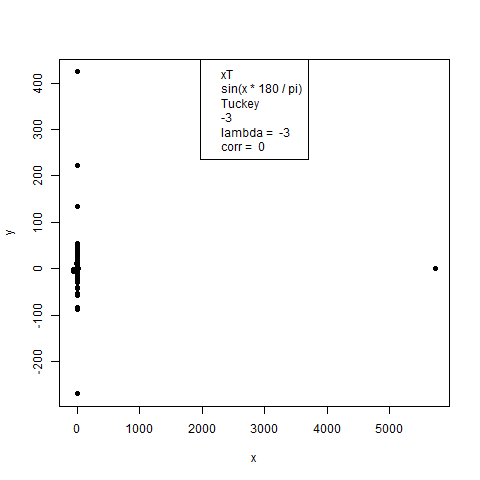 xT
sin(x * 180 / pi)
Tuckey
-3
lambda =  -3
corr =  0
400
300
200
100
0
-100
-200
y
0 1000 2000 3000 4000 5000
x